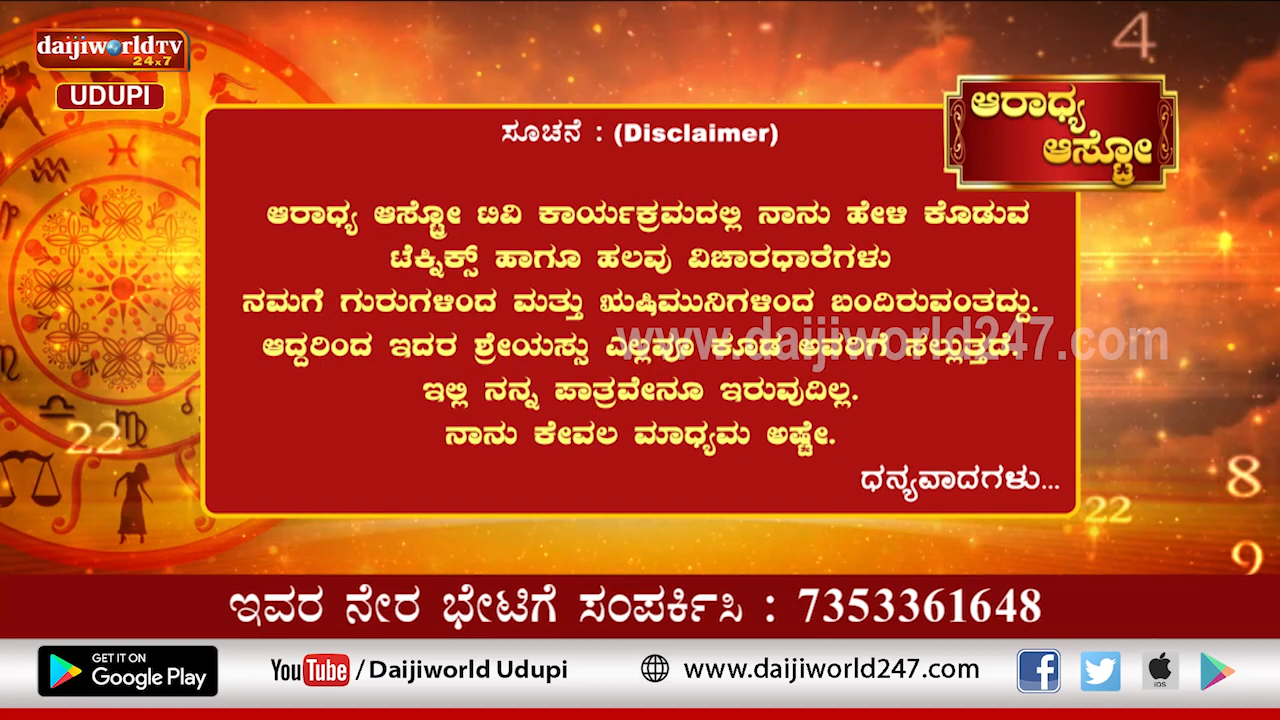 daijiworldTV
24x7
UDUPI
4
ಆರಾಧ್ಯ
ಆಸ್ಟ್ರೋ
ಸೂಚನೆ : (Disclaimer)
ಆರಾಧ್ಯ ಆಸ್ಟ್ರೋ ಟಿವಿ ಕಾರ್ಯಕ್ರಮದಲ್ಲಿ ನಾನು ಹೇಳಿ ಕೊಡುವ
ಟೆಕ್ನಿಕ್ಸ್ ಹಾಗೂ ಹಲವು ವಿಚಾರಧಾರೆಗಳು
ನಮಗೆ ಗುರುಗಳಿಂದ ಮತ್ತು ಋಷಿಮುನಿಗಳಿಂದ ಬಂದಿರುವಂತದ್ದು.
www.daijiworld247.com
ಆದ್ದರಿಂದ ಇದರ ಶ್ರೇಯಸ್ಸು ಎಲ್ಲವೂ ಕೂಡ ಅವರಿಗೆ ಸಲ್ಲುತ್ತದೆ.
ಇಲ್ಲಿ ನನ್ನ ಪಾತ್ರವೇನೂ ಇರುವುದಿಲ್ಲ.
ನಾನು ಕೇವಲ ಮಾಧ್ಯಮ ಅಷ್ಟೇ.
22
ಧನ್ಯವಾದಗಳು...
8
22
9
ಇವರ ನೇರ ಭೇಟಿಗೆ ಸಂಪರ್ಕಿಸಿ : 7353361648
GET IT ON
Google Play
YouTube / Daijiworld Udupi
www.daijiworld247.com
iOS